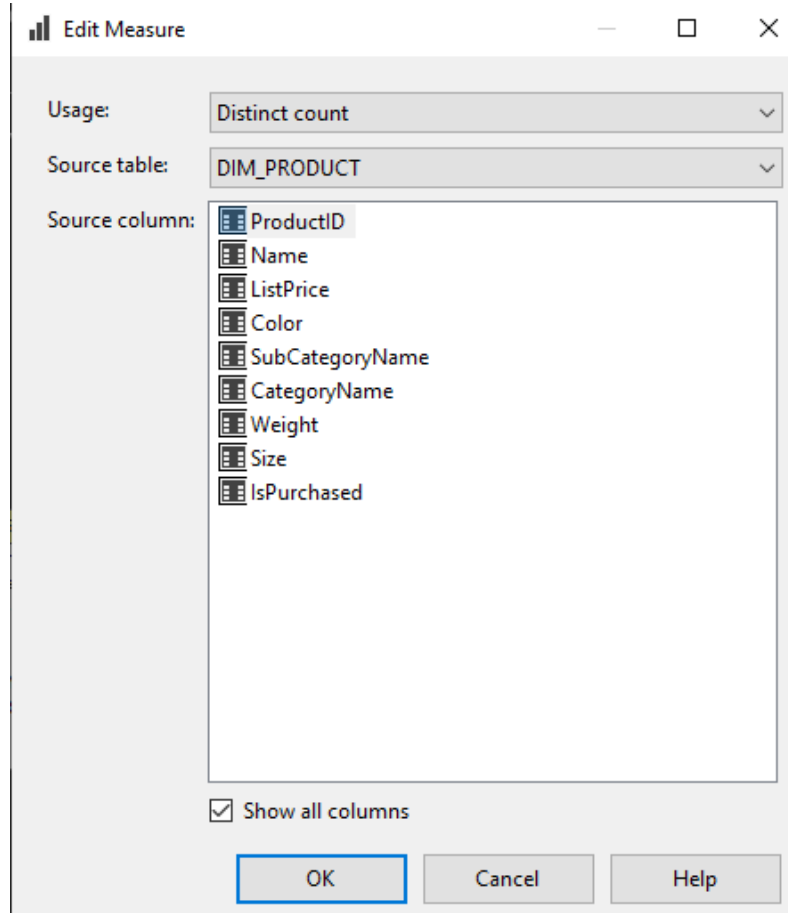 Edit Measure
Usage: Distinct count
Source table: DIM_PRODUCT
Source column: ProductID
Name
ListPrice
Color
SubCategoryName
CategoryName
Weight
Size
IsPurchased
Show all columns
OK Cancel Help